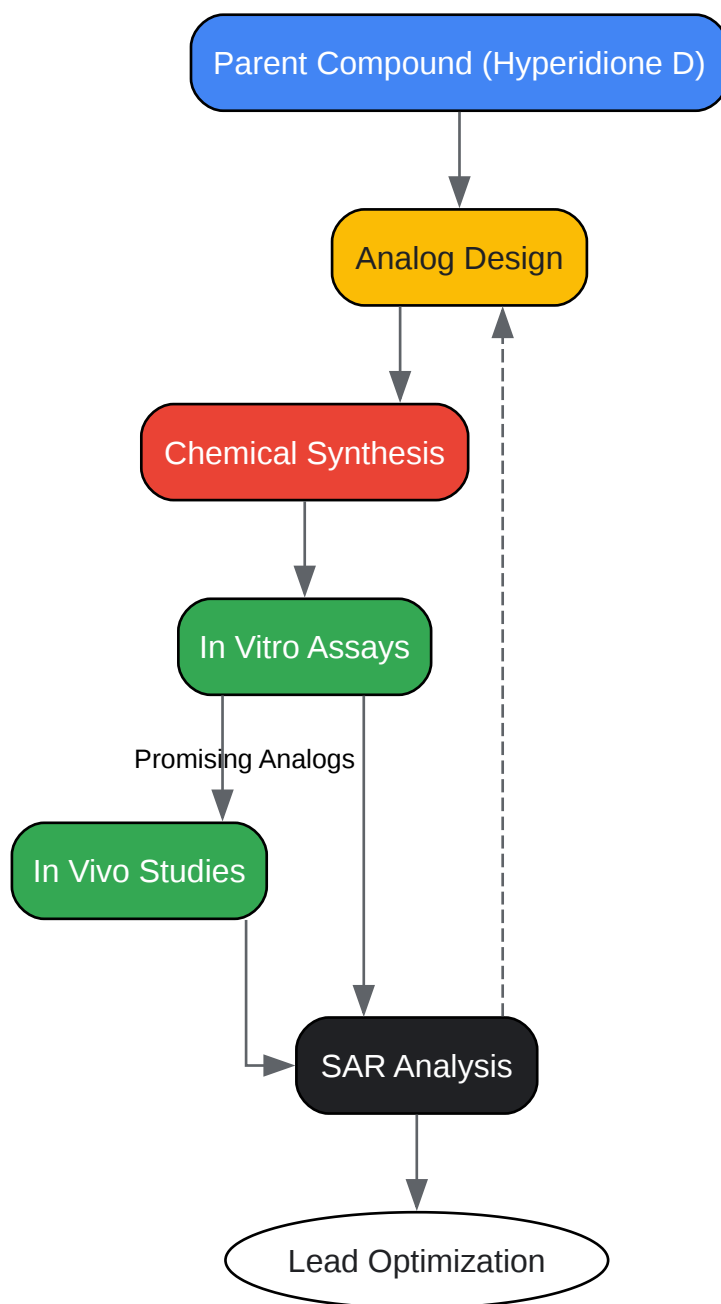 Parent Compound (Hyperidione D)
Analog Design
Chemical Synthesis
In Vitro Assays
Promising Analogs
In Vivo Studies
SAR Analysis
Lead Optimization